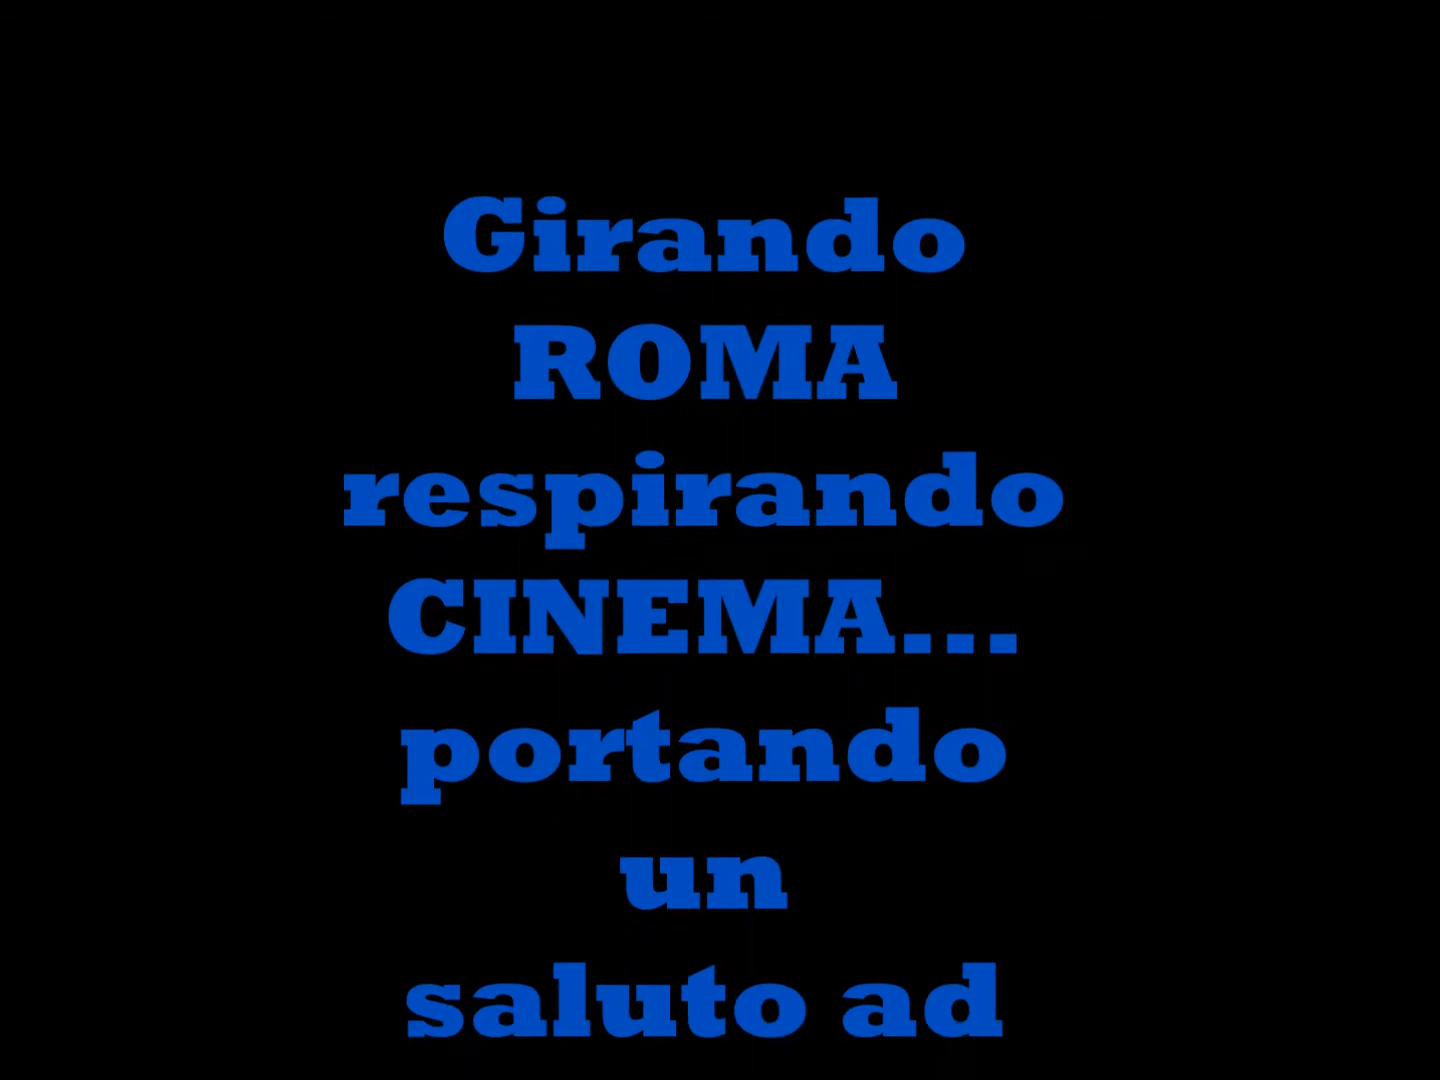 Girando
ROMA
respirando
CINEMA...
portando
un
saluto ad